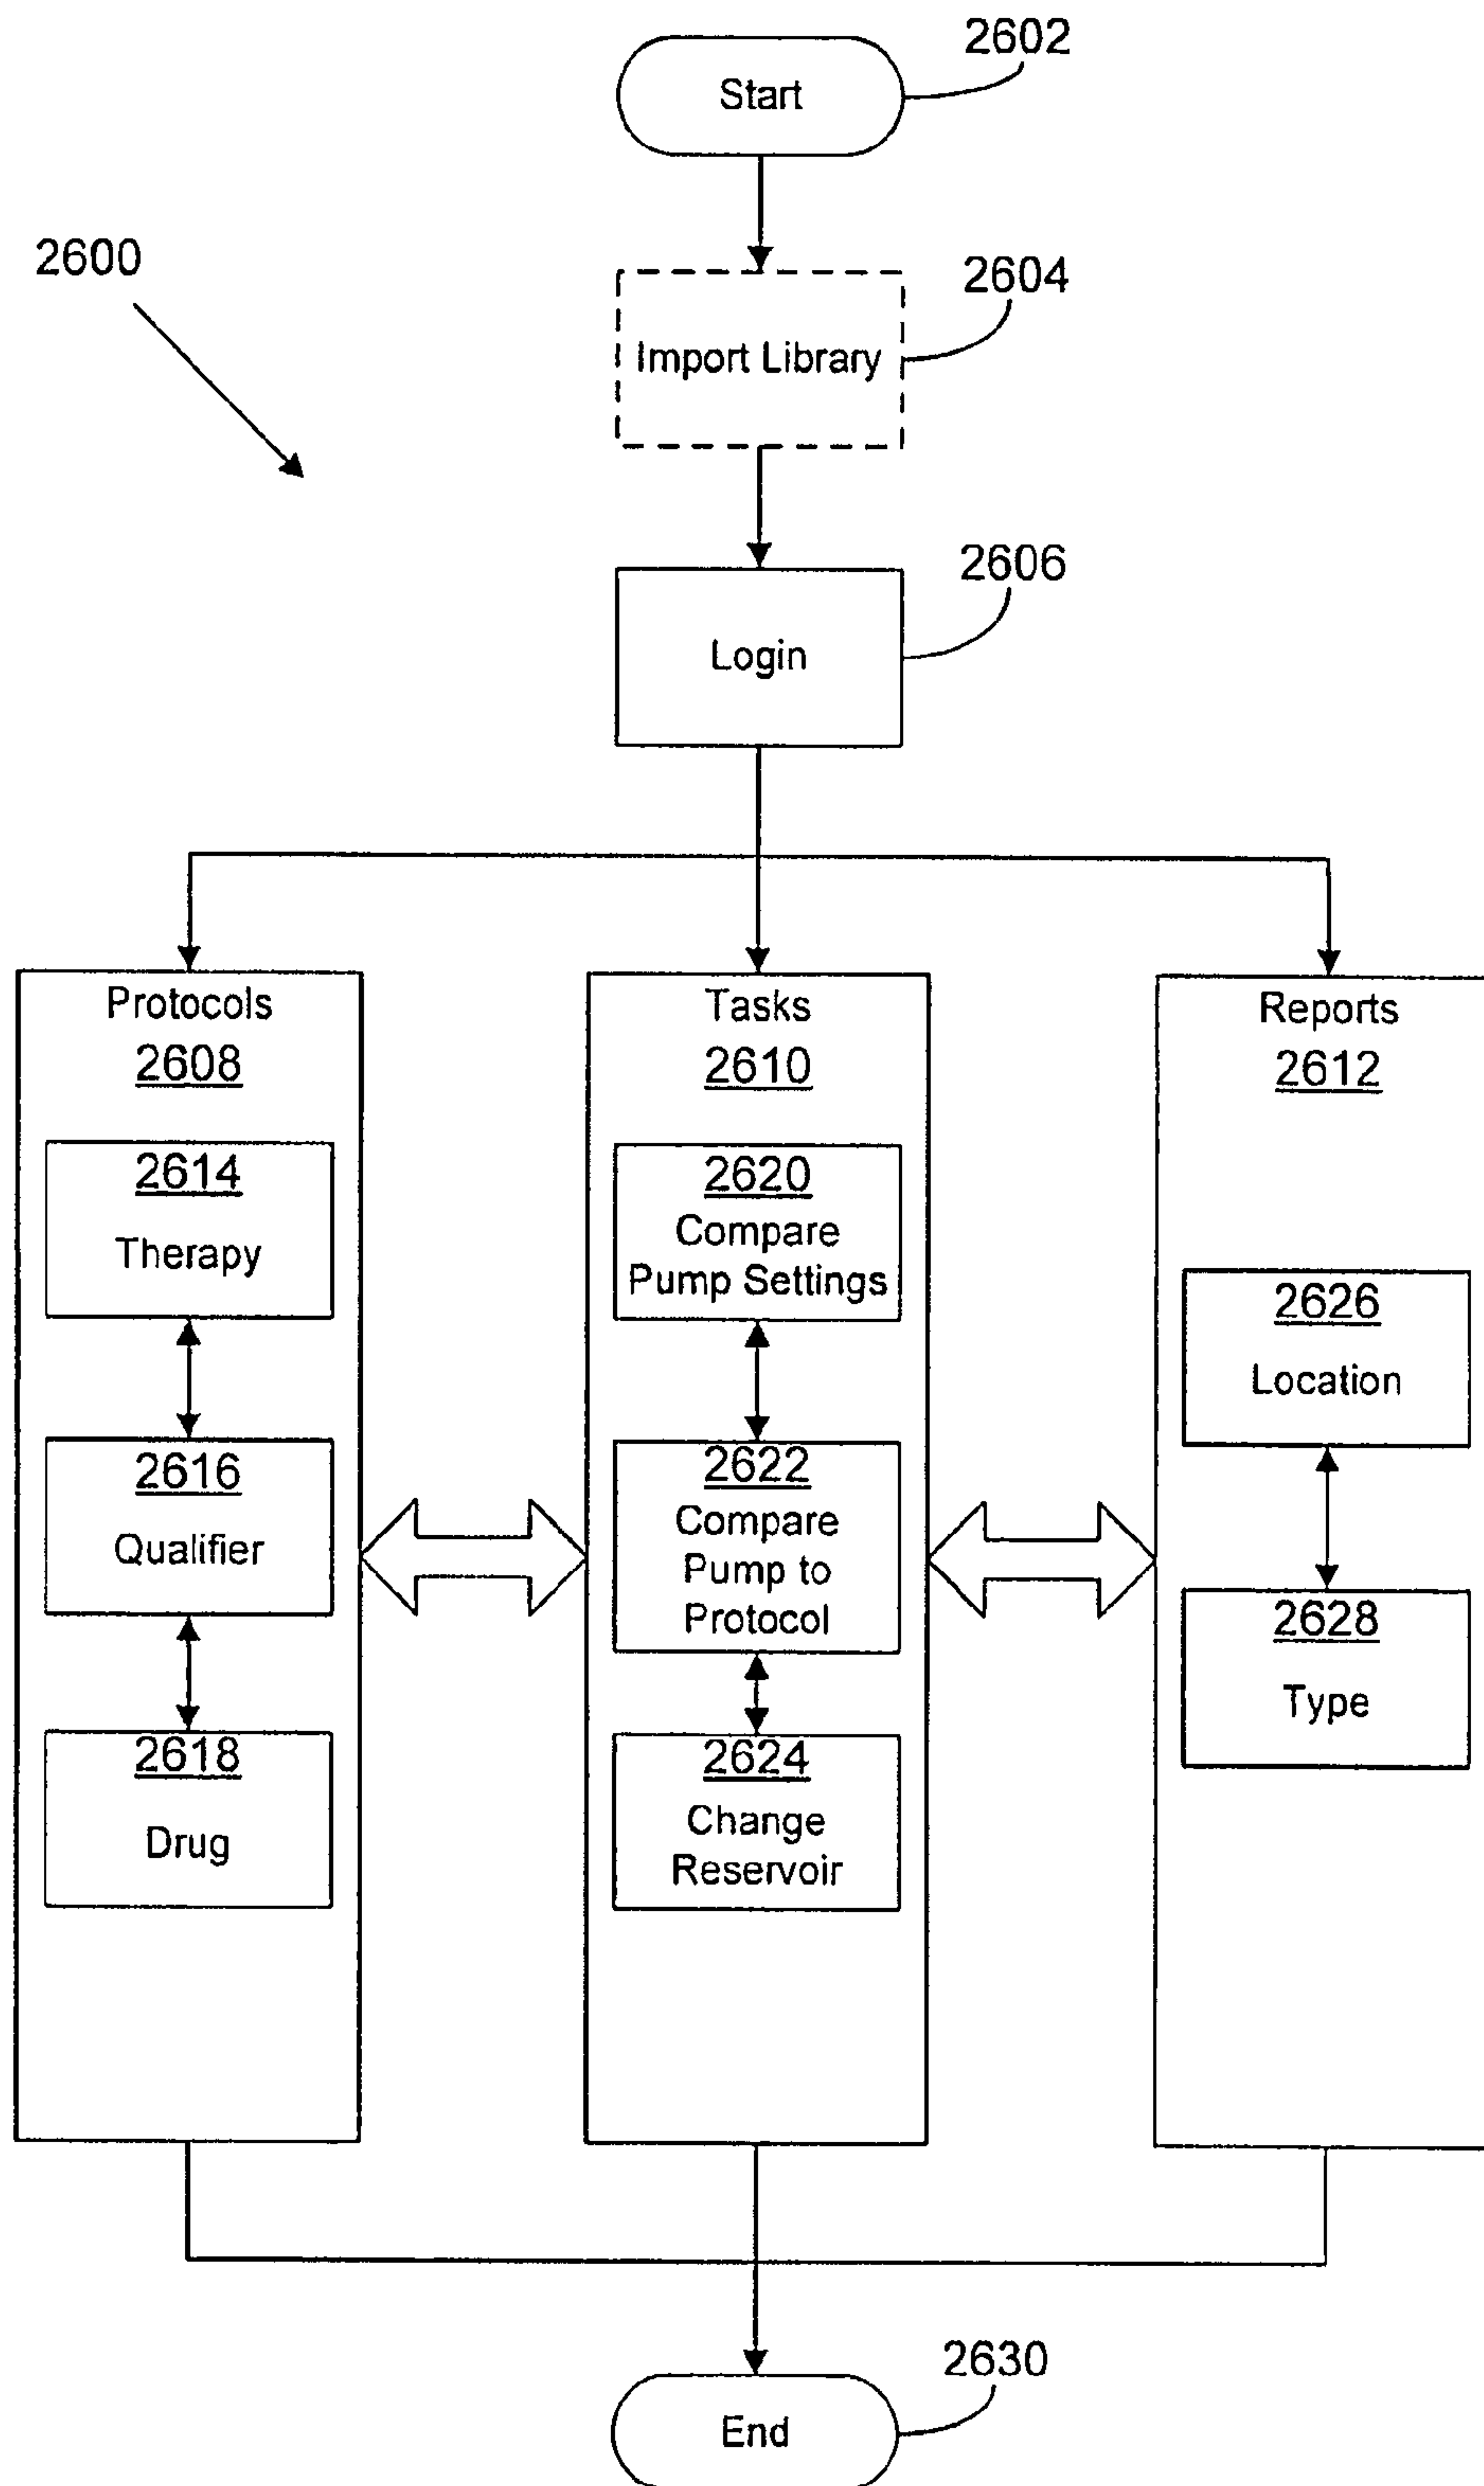 2602
Start
2600
2604
Import Library
2606
Login
Protocols
2608
2614
Therapy
2616
Qualifier
2618
Drug
Tasks
2610
2620
Compare
Pump Settings
2622
Compare
Pump to
Protocol
2624
Change
Reservoir
Reports
2612
2626
Location
2628
Type
2630
End